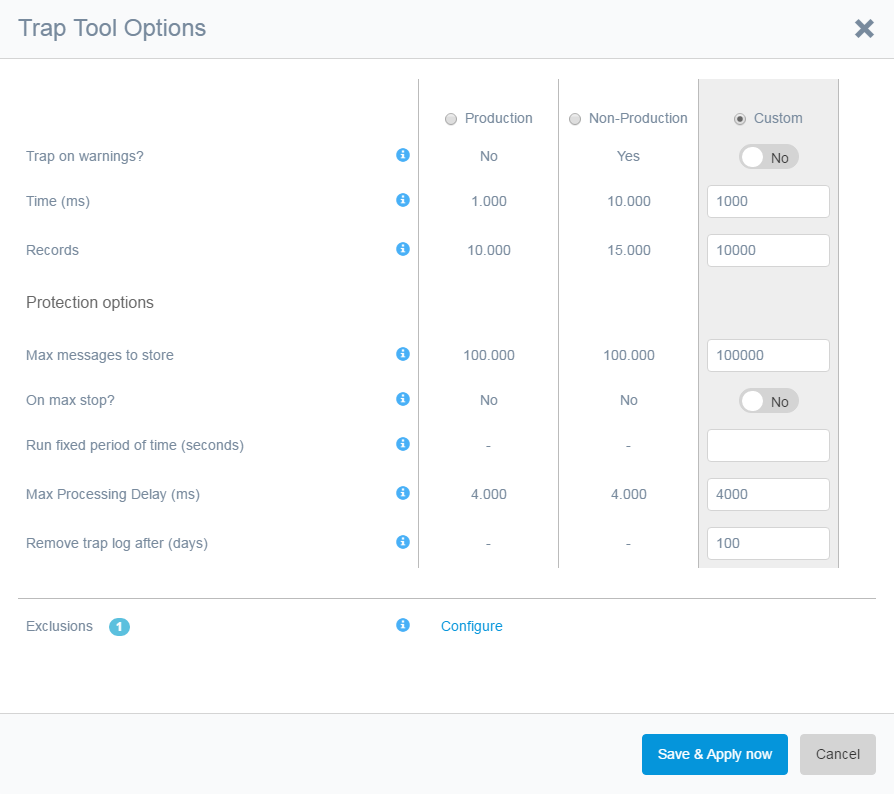 Trap Tool Options
Production Non-Production Custom
Trap on warnings? No Yes No
Time (ms) 1.000 10.000 1000
Records 10.000 15.000 10000
Protection options
Max messages to store 100.000 100.000 100000
On max stop? No No No
Run fixed period of time (seconds) - -
Max Processing Delay (ms) 4.000 4.000 4000
Remove trap log after (days) - - 100
Exclusions 1 Configure
Save & Apply now Cancel